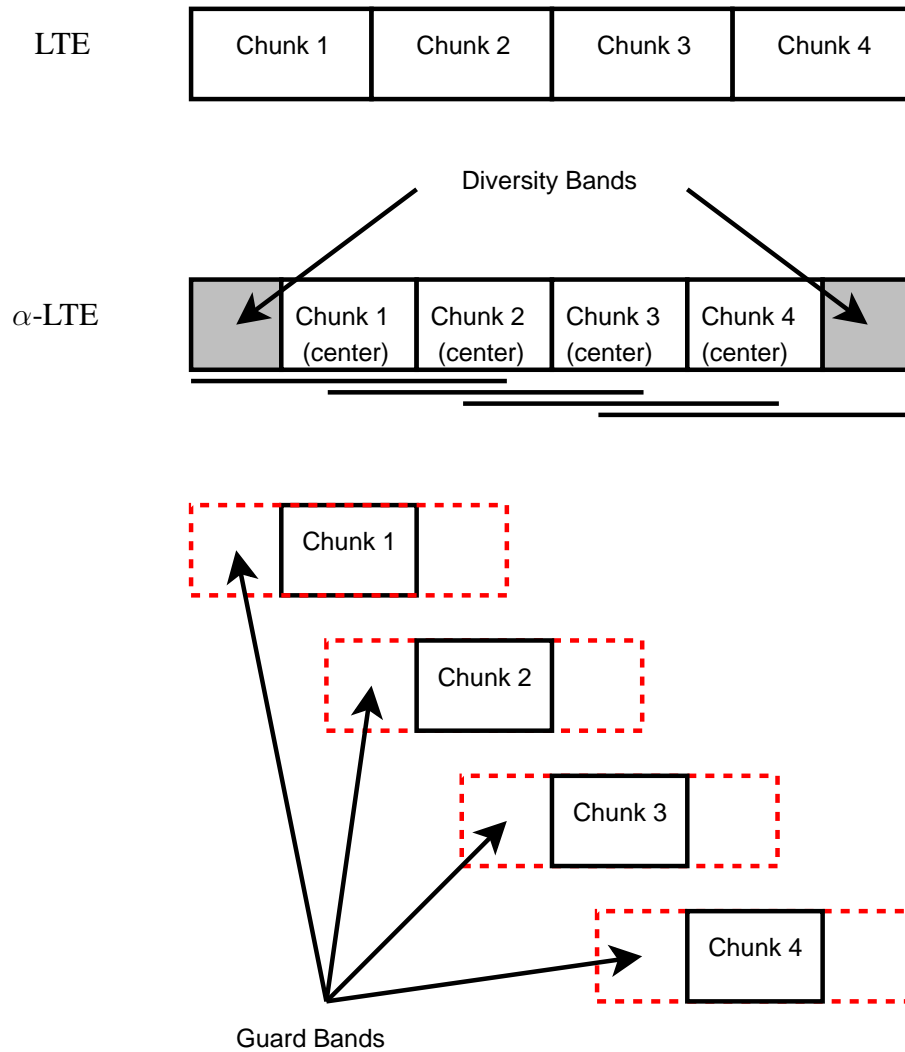 LTE
Chunk 1
Chunk 2
Chunk 3
Chunk 4
Diversity Bands
α-LTE
Chunk 1
(center)
Chunk 2
(center)
Chunk 3
(center)
Chunk 4
(center)
Chunk 1
Chunk 2
Chunk 3
Chunk 4
Guard Bands